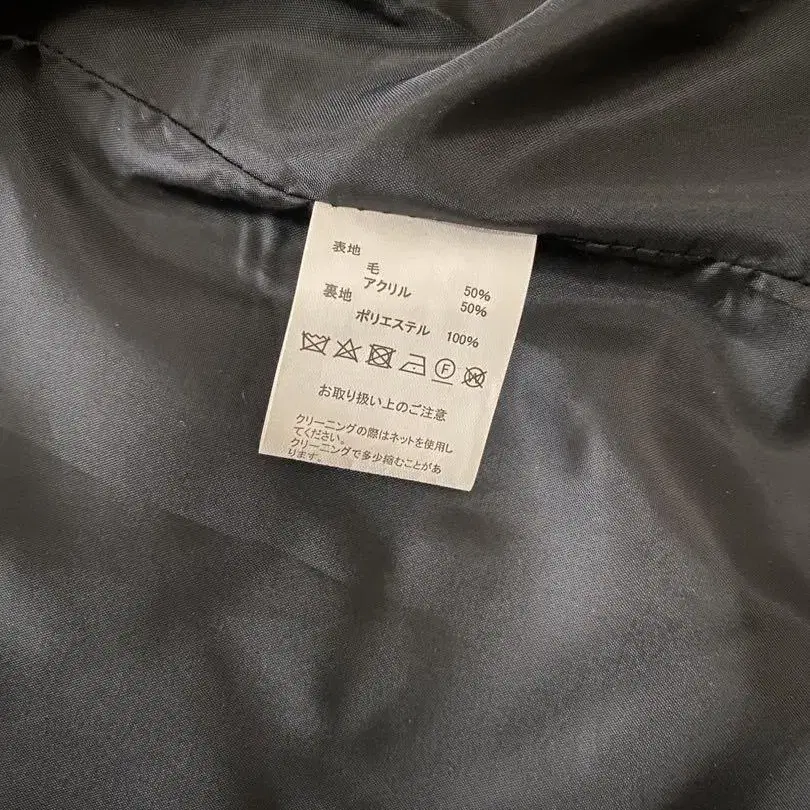 表地
毛 50%
アクリル 50%
裏地
ポリエステル 100%
F W
お取り扱い上のご注意
クリーニングの際はネットを使用し
てください。
クリーニングで多少縮むことがあ
ります。